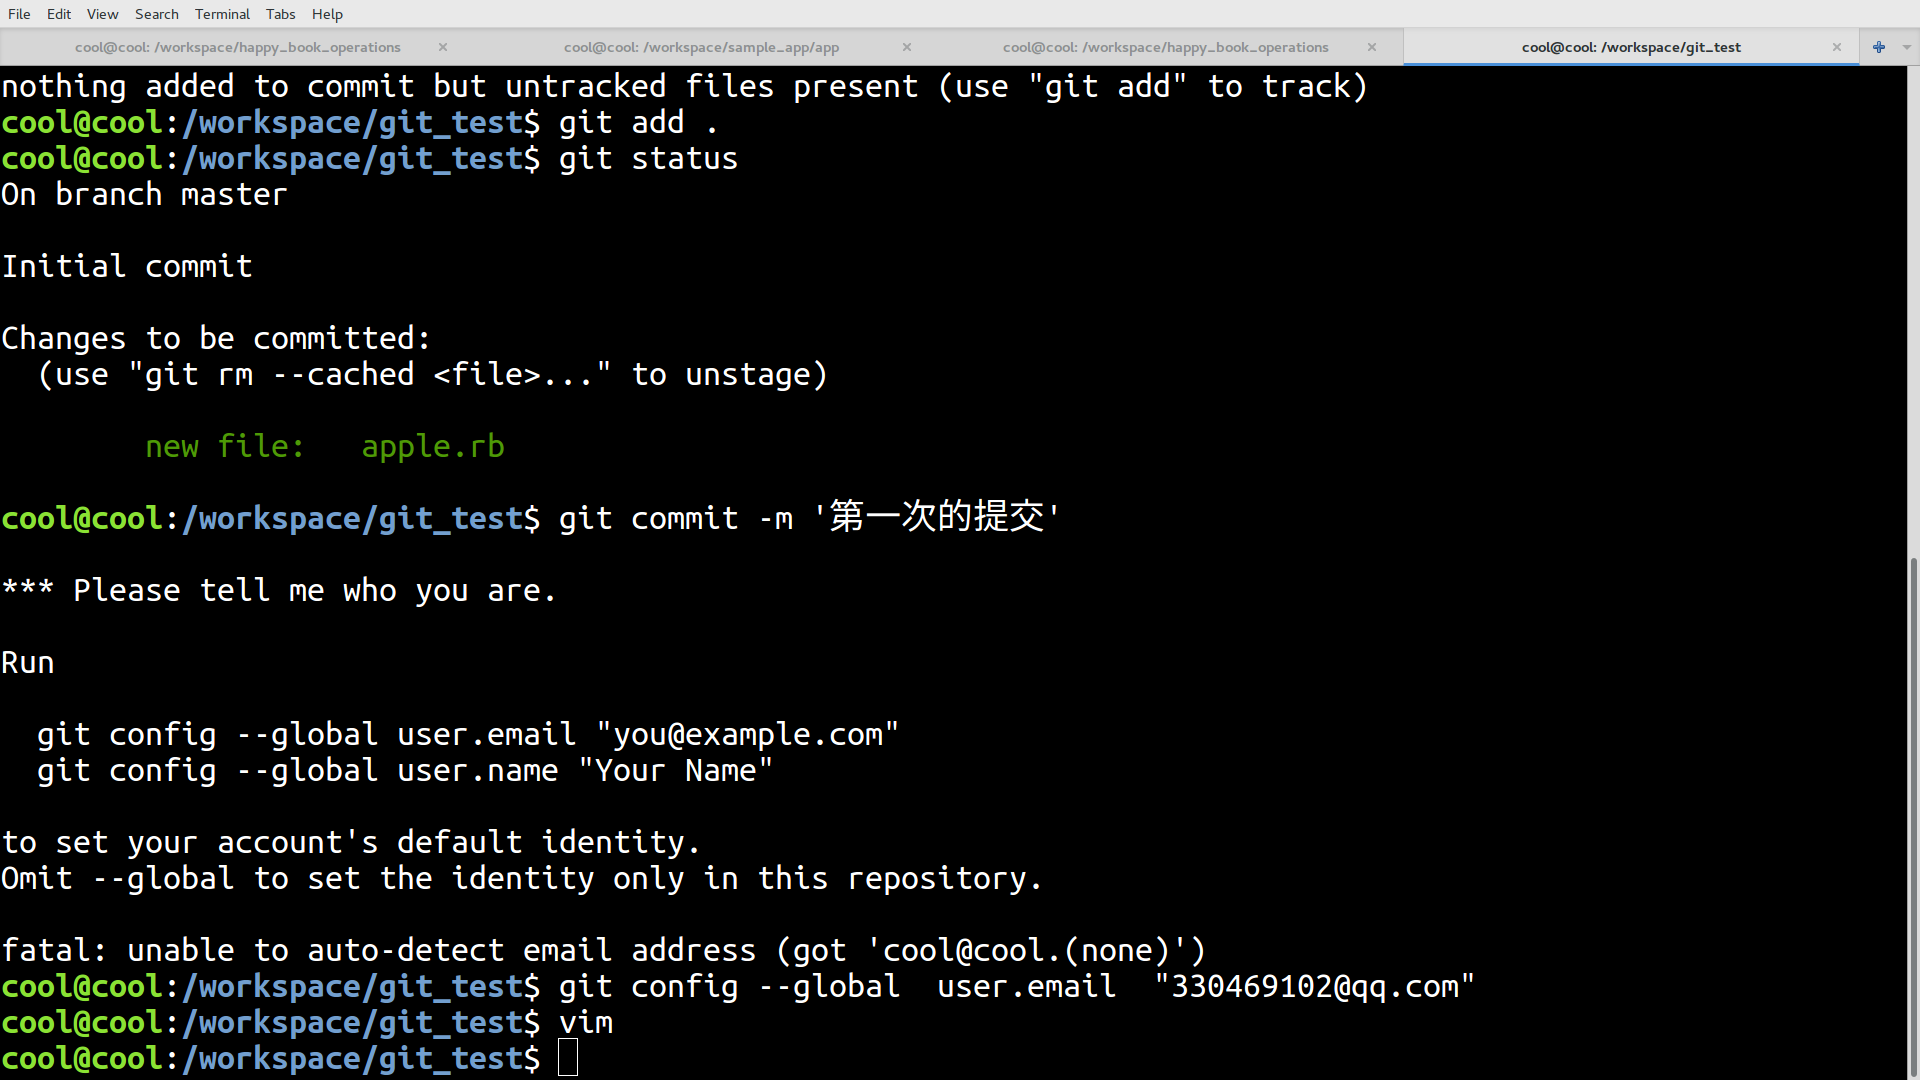 File Edit View Search Terminal Tabs Help
cool@cool: /workspace/happy_book_operations × cool@cool: /workspace/sample_app/app × cool@cool: /workspace/happy_book_operations × cool@cool: /workspace/git_test ×
nothing added to commit but untracked files present (use "git add" to track)
cool@cool:/workspace/git_test$ git add .
cool@cool:/workspace/git_test$ git status
On branch master
Initial commit
Changes to be committed:
(use "git rm --cached <file>..." to unstage)
new file: apple.rb
cool@cool:/workspace/git_test$ git commit -m '第一次的提交'
*** Please tell me who you are.
Run
git config --global user.email "you@example.com"
git config --global user.name "Your Name"
to set your account's default identity.
Omit --global to set the identity only in this repository.
fatal: unable to auto-detect email address (got 'cool@cool.(none)')
cool@cool:/workspace/git_test$ git config --global  user.email  "330469102@qq.com"
cool@cool:/workspace/git_test$ vim
cool@cool:/workspace/git_test$